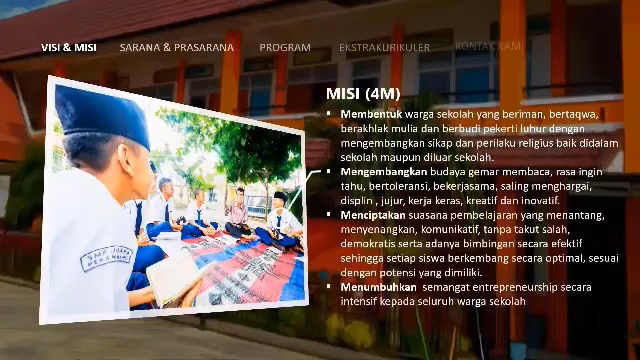 VISI & MISI SARANA & PRASARANA PROGRAM EKSTRAKURIKULER KONTAK KAMI
MISI (4M)
▪ Membentuk warga sekolah yang beriman, bertaqwa,
berakhlak mulia dan berbudi pekerti luhur dengan
mengembangkan sikap dan perilaku religius baik didalam
sekolah maupun diluar sekolah.
▪ Mengembangkan budaya gemar membaca, rasa ingin
tahu, bertoleransi, bekerjasama, saling menghargai,
displin , jujur, kerja keras, kreatif dan inovatif.
▪ Menciptakan suasana pembelajaran yang menantang,
menyenangkan, komunikatif, tanpa takut salah,
demokratis serta adanya bimbingan secara efektif
sehingga setiap siswa berkembang secara optimal, sesuai
dengan potensi yang dimiliki.
▪ Menumbuhkan semangat entrepreneurship secara
intensif kepada seluruh warga sekolah
SMP